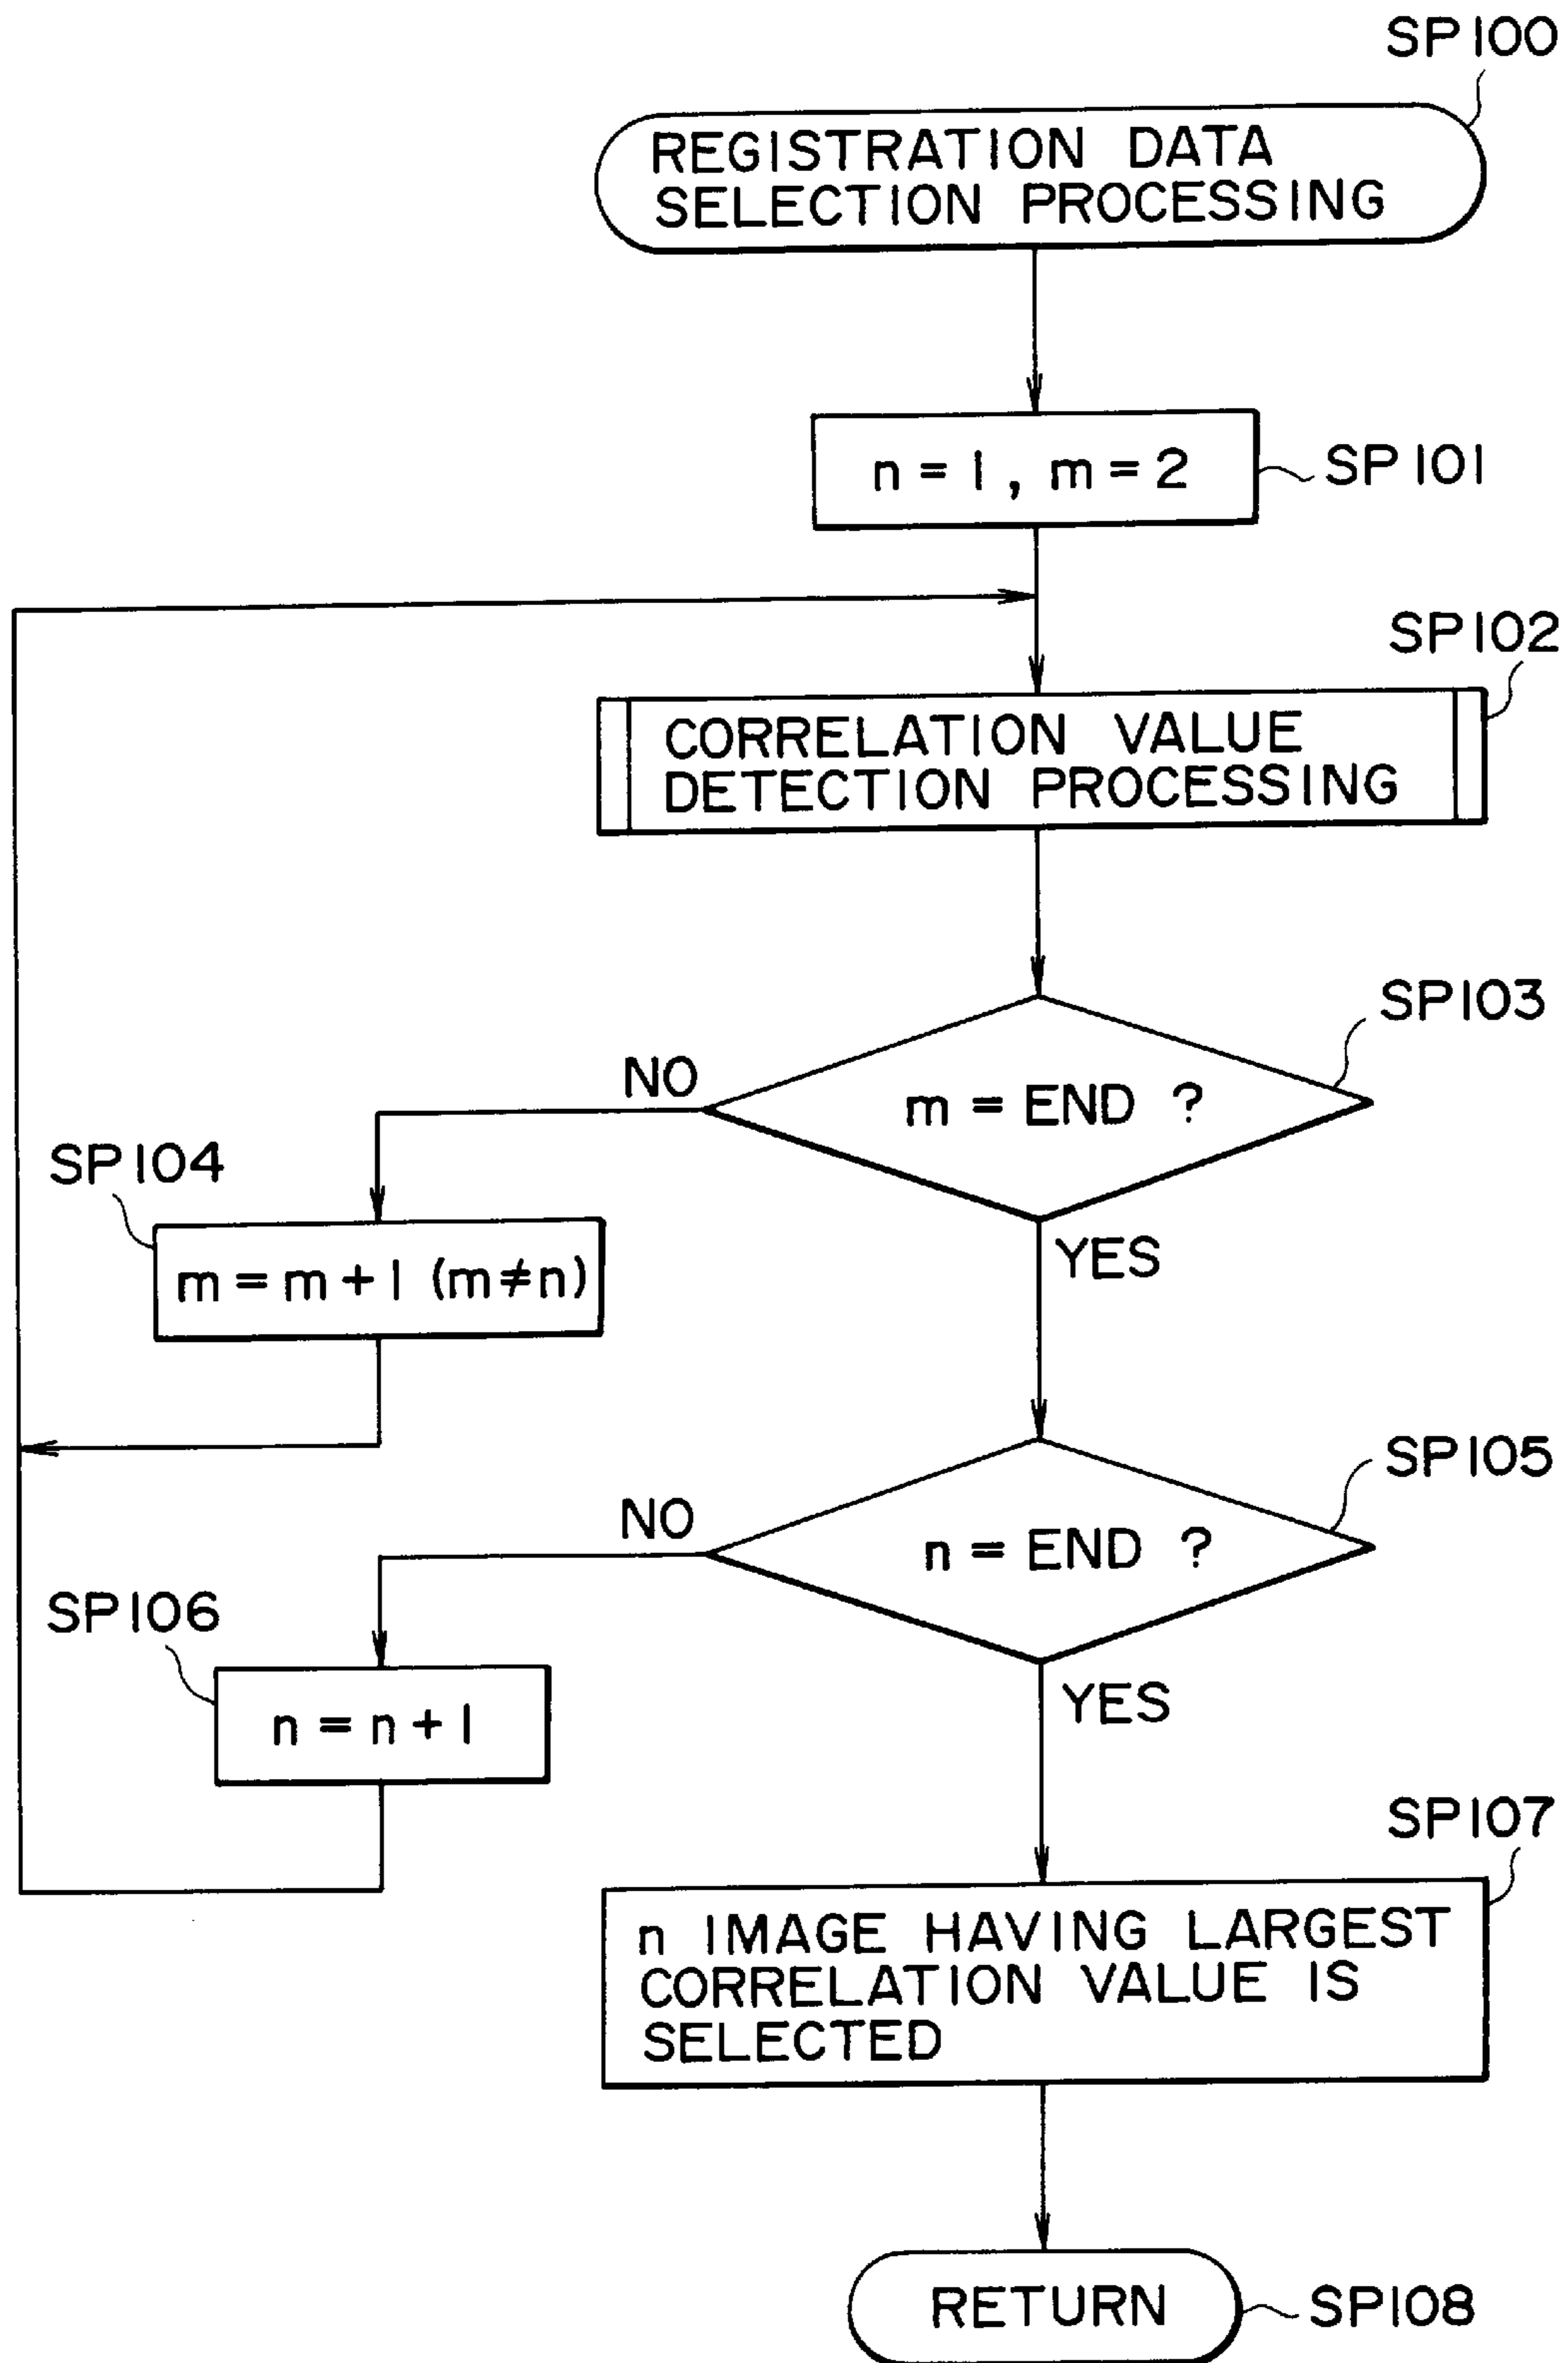 SP100
REGISTRATION DATA
SELECTION PROCESSING
n = 1, m = 2
SP101
SP102
CORRELATION VALUE
DETECTION PROCESSING
SP103
NO
m = END ?
SP104
YES
m = m + 1 (m≠n)
SP105
NO
n = END ?
SP106
YES
n = n + 1
SP107
n IMAGE HAVING LARGEST
CORRELATION VALUE IS
SELECTED
RETURN
SP108